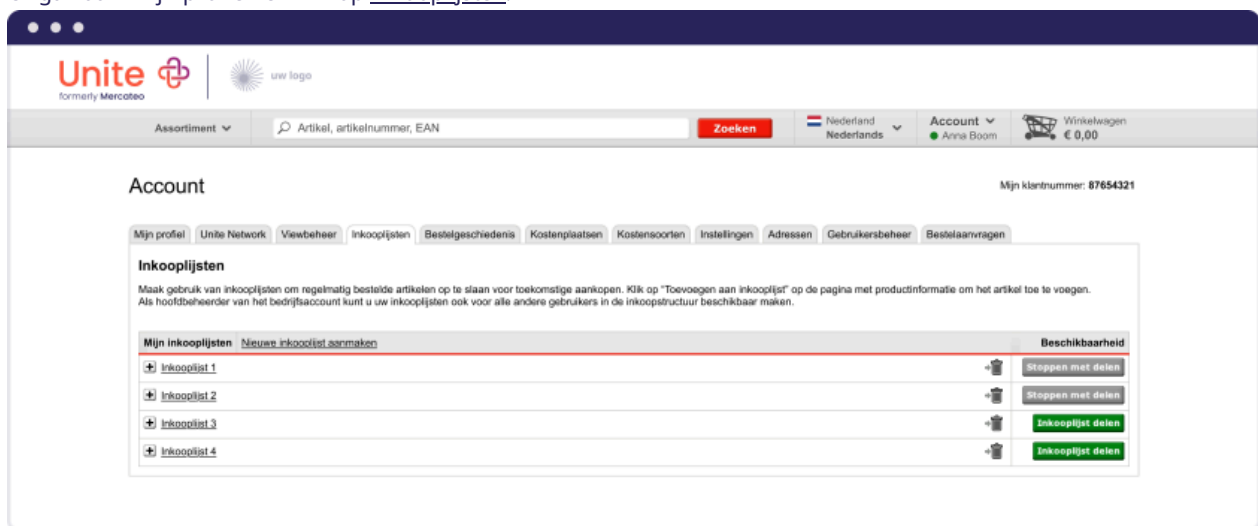 Unite
formerly Mercateo
uw logo
Assortiment
Artikel, artikelnummer, EAN
Zoeken
Nederland
Nederlands
Account
Anna Boom
Winkelwagen
€ 0,00
Account
Mijn klantnummer: 87654321
Mijn profiel Unite Network Viewbeheer Inkooplijsten Bestelgeschiedenis Kostenplaatsen Kostensoorten Instellingen Adressen Gebruikersbeheer Bestelaanvragen
Inkooplijsten
Maak gebruik van inkooplijsten om regelmatig bestelde artikelen op te slaan voor toekomstige aankopen. Klik op "Toevoegen aan inkooplijst" op de pagina met productinformatie om het artikel toe te voegen.
Als hoofdbeheerder van het bedrijfsaccount kunt u uw inkooplijsten ook voor alle andere gebruikers in de inkoopstructuur beschikbaar maken.
Mijn inkooplijsten Nieuwe inkooplijst aanmaken Beschikbaarheid
Inkooplijst 1 Stoppen met delen
Inkooplijst 2 Stoppen met delen
Inkooplijst 3 Inkooplijst delen
Inkooplijst 4 Inkooplijst delen